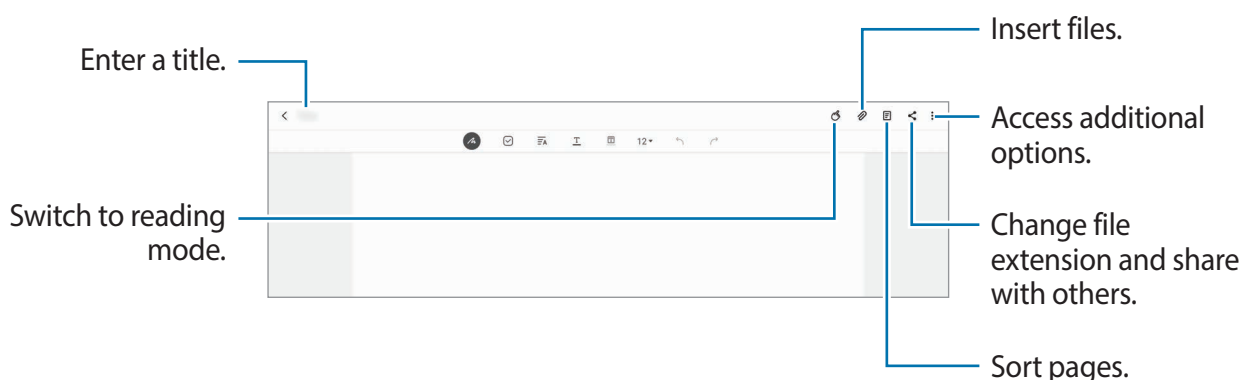 Insert files.
Enter a title.
Access additional
options.
12
Switch to reading
mode.
Change file
extension and share
with others.
Sort pages.